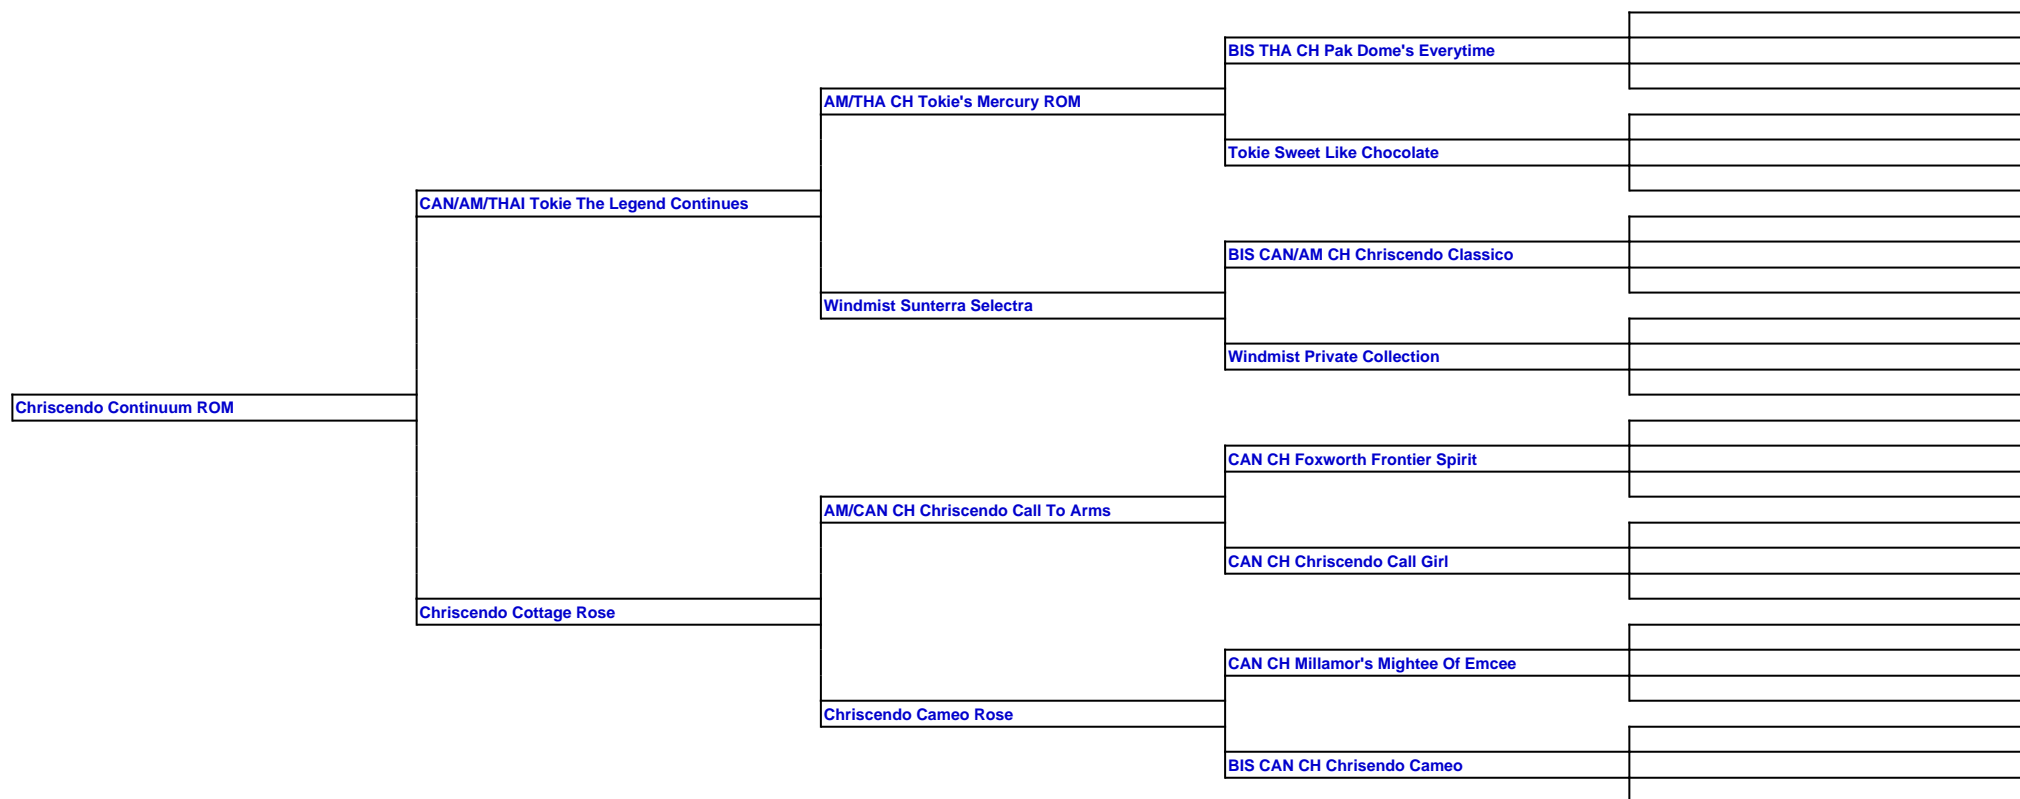 BIS THA CH Pak Dome's Everytime
AM/THA CH Tokie's Mercury ROM
Tokie Sweet Like Chocolate
CAN/AM/THAI Tokie The Legend Continues
BIS CAN/AM CH Chriscendo Classico
Windmist Sunterra Selectra
Windmist Private Collection
Chriscendo Continuum ROM
CAN CH Foxworth Frontier Spirit
AM/CAN CH Chriscendo Call To Arms
CAN CH Chriscendo Call Girl
Chriscendo Cottage Rose
CAN CH Millamor's Mightee Of Emcee
Chriscendo Cameo Rose
BIS CAN CH Chrisendo Cameo